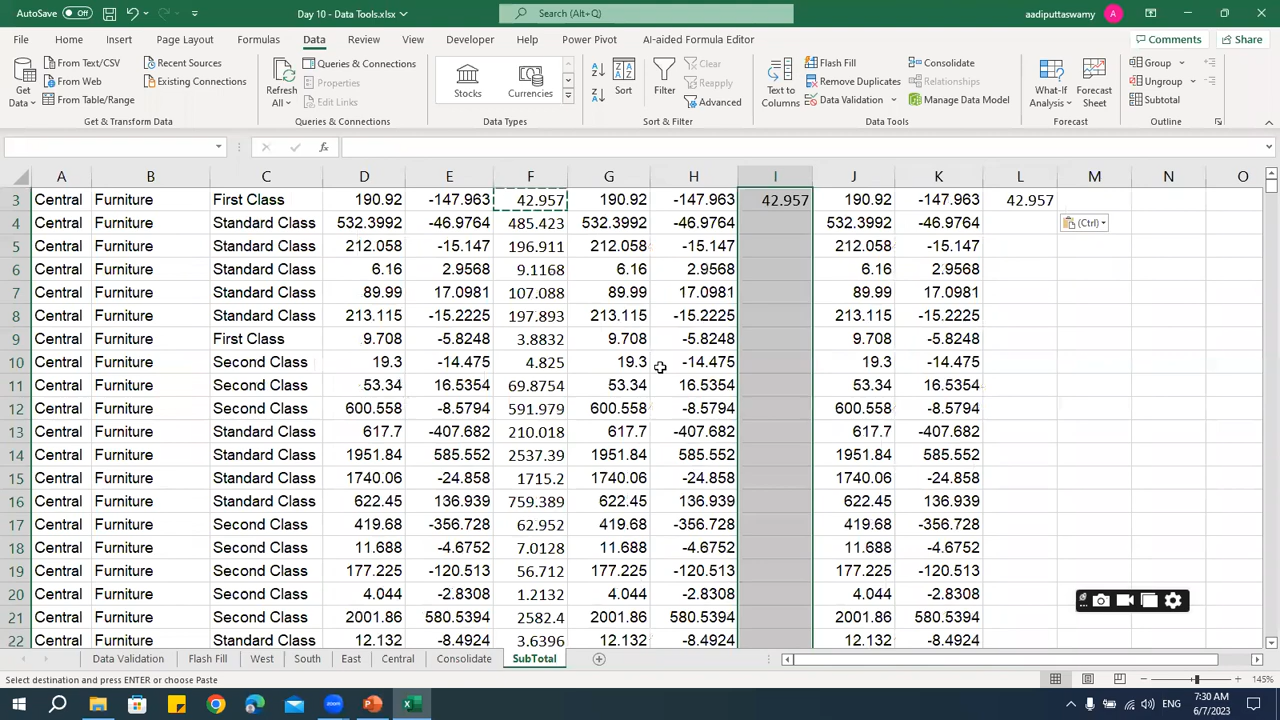 AutoSave Off Day 10 - Data Tools.xlsx Search (Alt+Q) aadiputtaswamy A
File Home Insert Page Layout Formulas Data Review View Developer Help Power Pivot AI-aided Formula Editor Comments Share
Get Data
From Text/CSV
From Web
From Table/Range
Recent Sources
Existing Connections
Get & Transform Data
Refresh All
Queries & Connections
Properties
Edit Links
Queries & Connections
Stocks
Currencies
Data Types
Sort
Filter
Clear
Reapply
Advanced
Sort & Filter
Text to Columns
Flash Fill
Remove Duplicates
Data Validation
Consolidate
Relationships
Manage Data Model
Data Tools
What-If Analysis
Forecast Sheet
Forecast
Group
Ungroup
Subtotal
Outline
fx
A B C D E F G H I J K L M N O
3 Central Furniture First Class 190.92 -147.963 42.957 190.92 -147.963 42.957 190.92 -147.963 42.957
4 Central Furniture Standard Class 532.3992 -46.9764 485.423 532.3992 -46.9764 532.3992 -46.9764 (Ctrl)
5 Central Furniture Standard Class 212.058 -15.147 196.911 212.058 -15.147 212.058 -15.147
6 Central Furniture Standard Class 6.16 2.9568 9.1168 6.16 2.9568 6.16 2.9568
7 Central Furniture Standard Class 89.99 17.0981 107.088 89.99 17.0981 89.99 17.0981
8 Central Furniture Standard Class 213.115 -15.2225 197.893 213.115 -15.2225 213.115 -15.2225
9 Central Furniture First Class 9.708 -5.8248 3.8832 9.708 -5.8248 9.708 -5.8248
10 Central Furniture Second Class 19.3 -14.475 4.825 19.3 -14.475 19.3 -14.475
11 Central Furniture Second Class 53.34 16.5354 69.8754 53.34 16.5354 53.34 16.5354
12 Central Furniture Second Class 600.558 -8.5794 591.979 600.558 -8.5794 600.558 -8.5794
13 Central Furniture Standard Class 617.7 -407.682 210.018 617.7 -407.682 617.7 -407.682
14 Central Furniture Standard Class 1951.84 585.552 2537.39 1951.84 585.552 1951.84 585.552
15 Central Furniture Standard Class 1740.06 -24.858 1715.2 1740.06 -24.858 1740.06 -24.858
16 Central Furniture Standard Class 622.45 136.939 759.389 622.45 136.939 622.45 136.939
17 Central Furniture Second Class 419.68 -356.728 62.952 419.68 -356.728 419.68 -356.728
18 Central Furniture Second Class 11.688 -4.6752 7.0128 11.688 -4.6752 11.688 -4.6752
19 Central Furniture Second Class 177.225 -120.513 56.712 177.225 -120.513 177.225 -120.513
20 Central Furniture Second Class 4.044 -2.8308 1.2132 4.044 -2.8308 4.044 -2.8308
21 Central Furniture Second Class 2001.86 580.5394 2582.4 2001.86 580.5394 2001.86 580.5394
22 Central Furniture Standard Class 12.132 -8.4924 3.6396 12.132 -8.4924 12.132 -8.4924
Data Validation Flash Fill West South East Central Consolidate SubTotal
Select destination and press ENTER or choose Paste 145%
zoom ENG 7:30 AM
6/7/2023